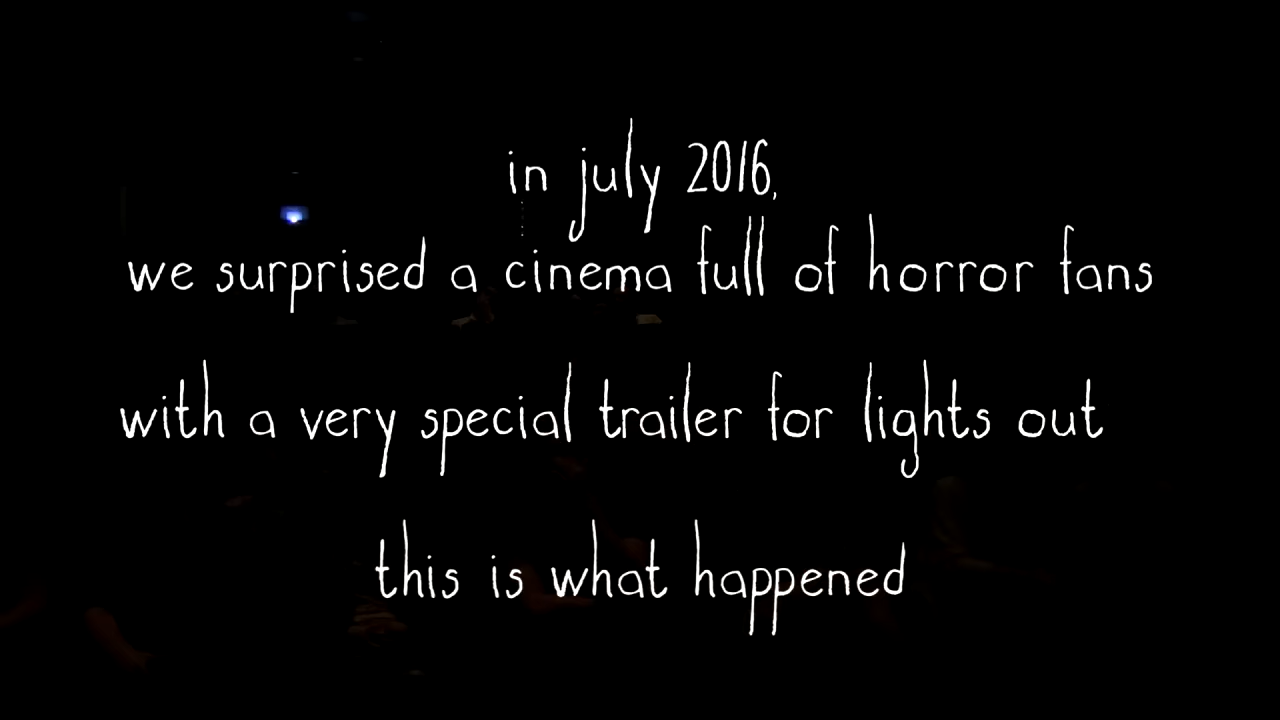 in july 2016,
we surprised a cinema full of horror fans
with a very special trailer for lights out
this is what happened